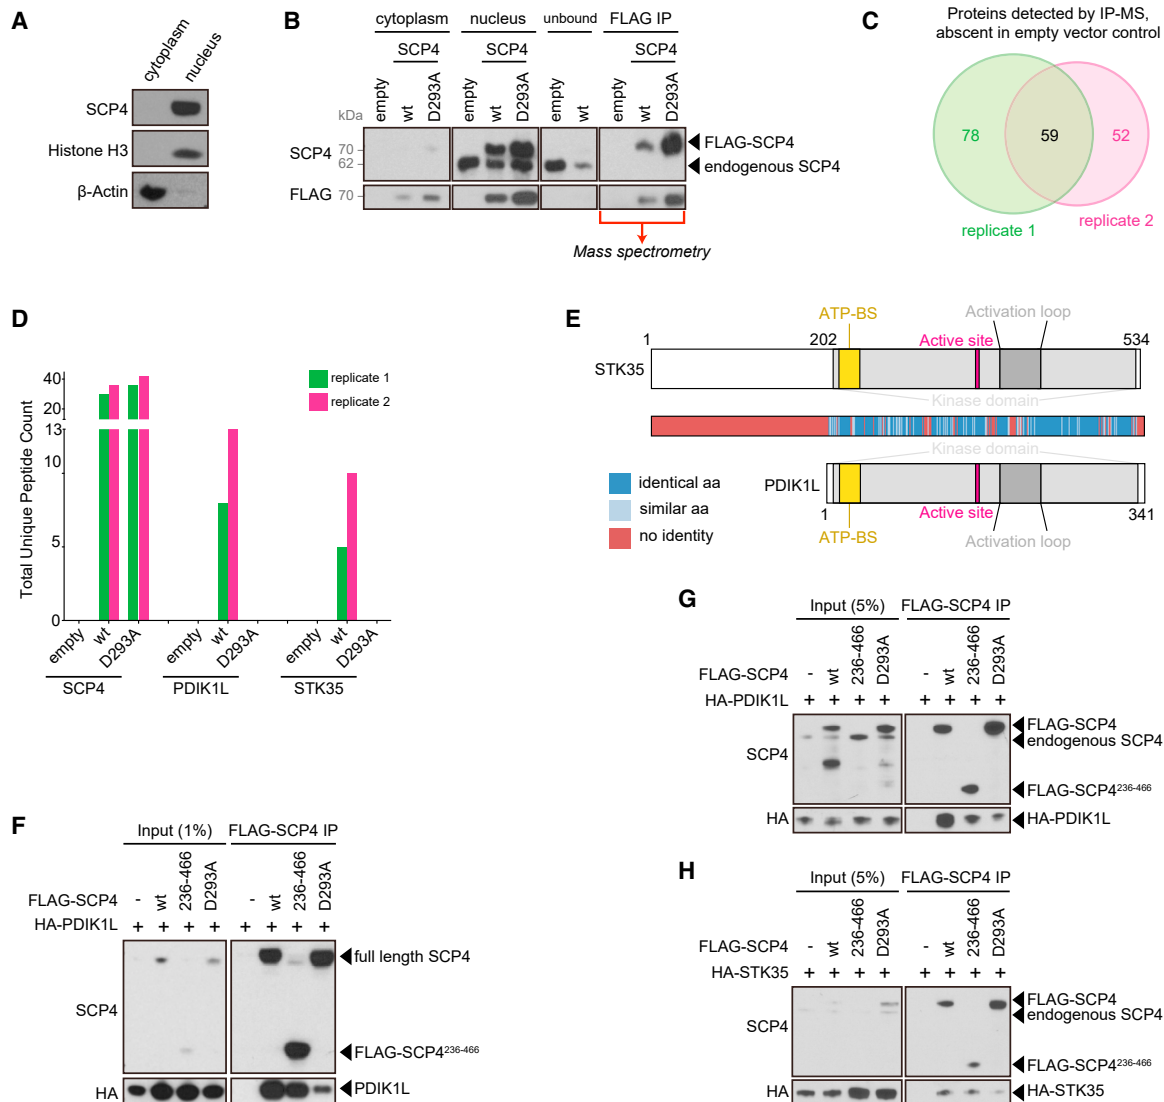 A
cytoplasm
nucleus
SCP4
Histone H3
β-Actin
B
cytoplasm
nucleus
unbound
FLAG IP
SCP4
SCP4
SCP4
empty
wt
D293A
empty
wt
D293A
empty
wt
empty
wt
D293A
kDa
SCP4
70
62
FLAG-SCP4
endogenous SCP4
FLAG
70
Mass spectrometry
C
Proteins detected by IP-MS,
abscent in empty vector control
78
59
52
replicate 1
replicate 2
D
Total Unique Peptide Count
40
20
13
10
5
0
replicate 1
replicate 2
empty
wt
D293A
empty
wt
D293A
empty
wt
D293A
SCP4
PDIK1L
STK35
E
ATP-BS
Activation loop
1
202
Active site
534
STK35
Kinase domain
Kinase domain
identical aa
similar aa
no identity
PDIK1L
1
Active site
341
ATP-BS
Activation loop
F
Input (1%)
FLAG-SCP4 IP
FLAG-SCP4
-
wt
236-466
D293A
-
wt
236-466
D293A
HA-PDIK1L
+ + + + + + + +
SCP4
full length SCP4
FLAG-SCP4236-466
HA
PDIK1L
G
Input (5%)
FLAG-SCP4 IP
FLAG-SCP4
-
wt
236-466
D293A
-
wt
236-466
D293A
HA-PDIK1L
+ + + + + + + +
SCP4
FLAG-SCP4
endogenous SCP4
FLAG-SCP4236-466
HA
HA-PDIK1L
H
Input (5%)
FLAG-SCP4 IP
FLAG-SCP4
-
wt
236-466
D293A
-
wt
236-466
D293A
HA-STK35
+ + + + + + + +
SCP4
FLAG-SCP4
endogenous SCP4
FLAG-SCP4236-466
HA
HA-STK35